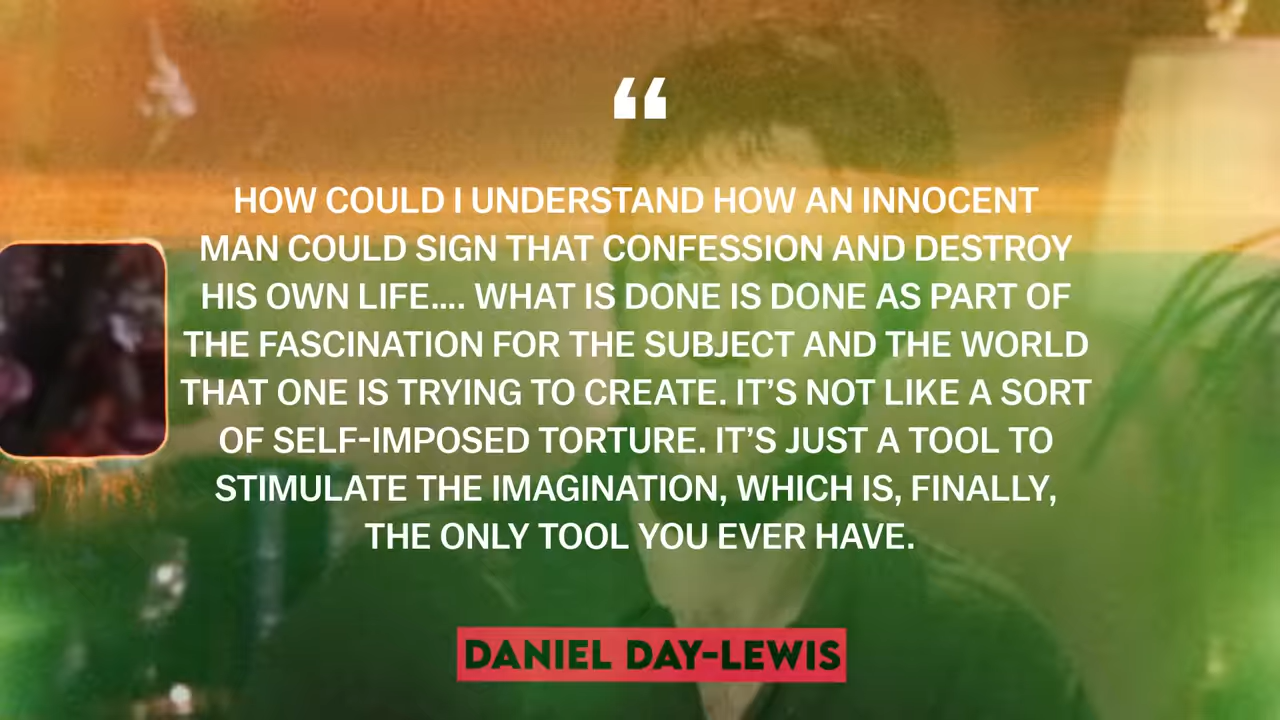 “
HOW COULD I UNDERSTAND HOW AN INNOCENT
MAN COULD SIGN THAT CONFESSION AND DESTROY
HIS OWN LIFE.... WHAT IS DONE IS DONE AS PART OF
THE FASCINATION FOR THE SUBJECT AND THE WORLD
THAT ONE IS TRYING TO CREATE. IT’S NOT LIKE A SORT
OF SELF-IMPOSED TORTURE. IT’S JUST A TOOL TO
STIMULATE THE IMAGINATION, WHICH IS, FINALLY,
THE ONLY TOOL YOU EVER HAVE.
DANIEL DAY-LEWIS